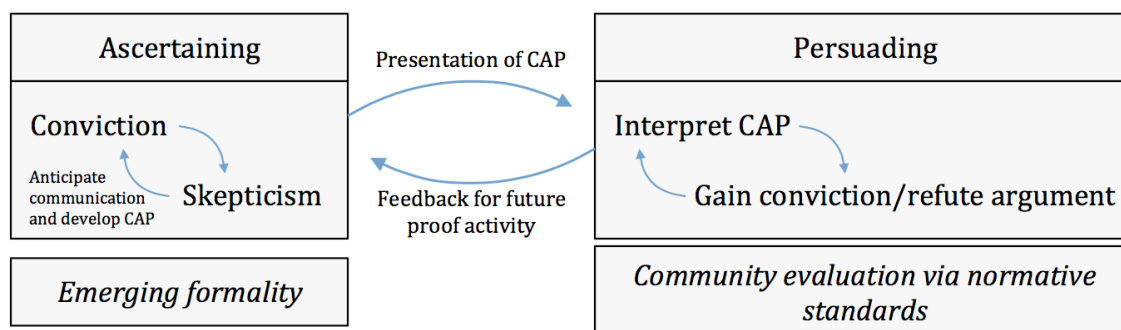 Ascertaining
Conviction
Anticipate
communication
and develop CAP
Skepticism
Emerging formality
Presentation of CAP
Feedback for future
proof activity
Persuading
Interpret CAP
Gain conviction/refute argument
Community evaluation via normative
standards